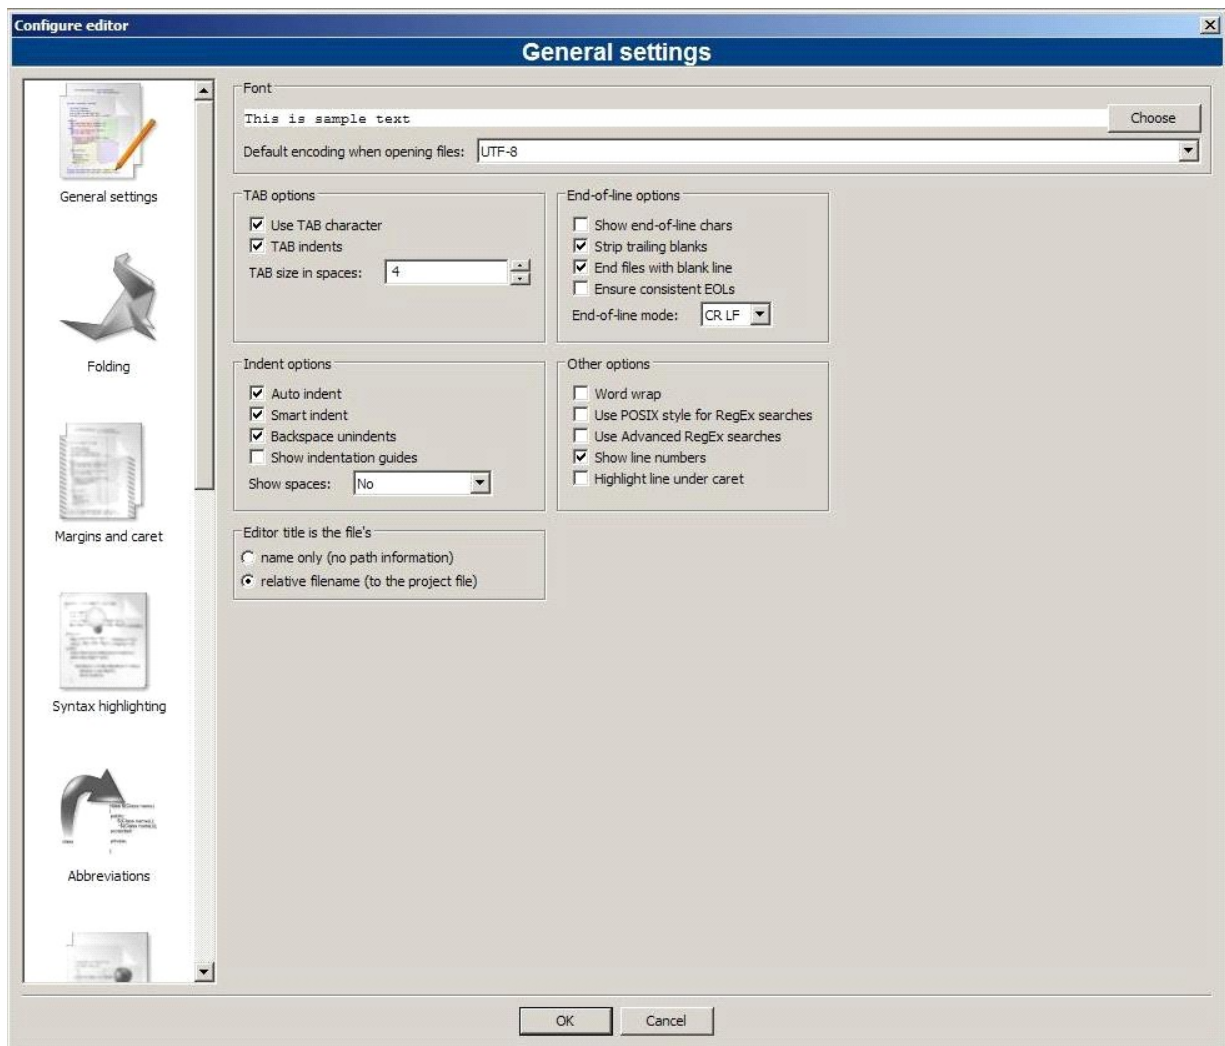 Configure editor
General settings
General settings
Folding
Margins and caret
Syntax highlighting
Abbreviations
Font
This is sample text
Choose
Default encoding when opening files: UTF-8
TAB options
Use TAB character
TAB indents
TAB size in spaces: 4
End-of-line options
Show end-of-line chars
Strip trailing blanks
End files with blank line
Ensure consistent EOLs
End-of-line mode: CR LF
Indent options
Auto indent
Smart indent
Backspace unindents
Show indentation guides
Show spaces: No
Other options
Word wrap
Use POSIX style for RegEx searches
Use Advanced RegEx searches
Show line numbers
Highlight line under caret
Editor title is the file's
name only (no path information)
relative filename (to the project file)
OK
Cancel